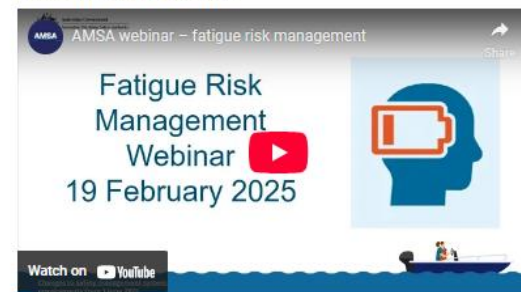 AMSA
AMSA webinar – fatigue risk management
Share
Fatigue Risk
Management
Webinar
19 February 2025
Watch on YouTube